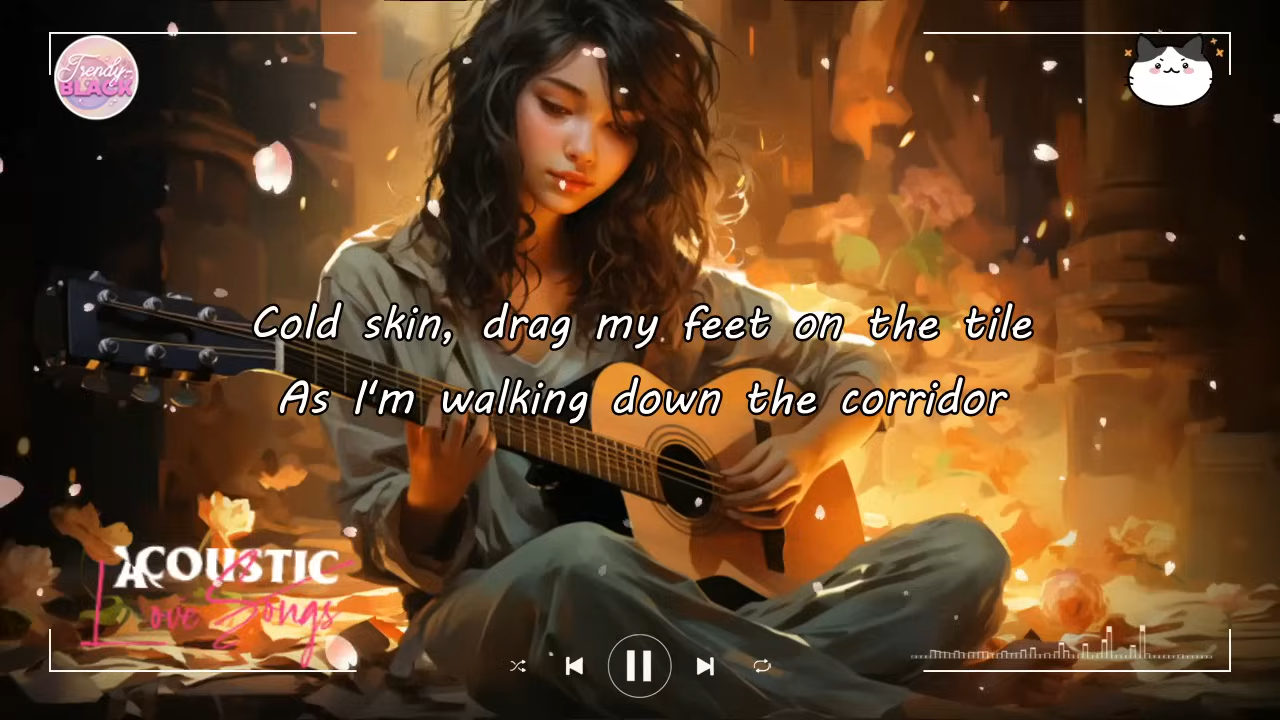 Trendy
BLACK
Cold skin, drag my feet on the tile
As I'm walking down the corridor
ACOUSTIC
Love Songs